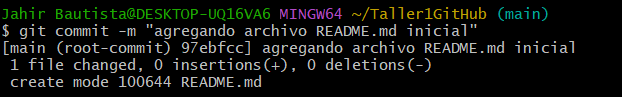 Jahir Bautista@DESKTOP-UQ16VA6 MINGW64 ~/Taller1GitHub (main)
$ git commit -m "agregando archivo README.md inicial"
[main (root-commit) 97ebfcc] agregando archivo README.md inicial
 1 file changed, 0 insertions(+), 0 deletions(-)
 create mode 100644 README.md